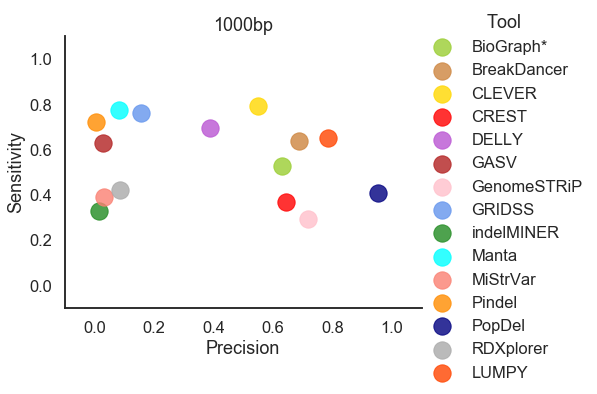 1000bp
Tool
BioGraph*
BreakDancer
CLEVER
CREST
DELLY
GASV
GenomeSTRiP
GRIDSS
indelMINER
Manta
MiStrVar
Pindel
PopDel
RDXplorer
LUMPY
Sensitivity
1.0
0.8
0.6
0.4
0.2
0.0
0.0 0.2 0.4 0.6 0.8 1.0
Precision